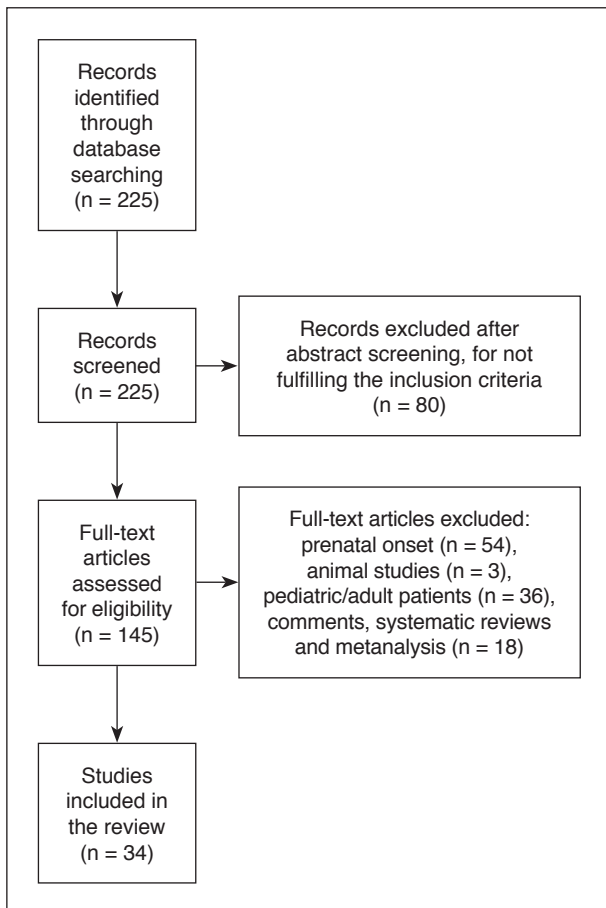 Records
identified
through
database
searching
(n = 225)
Records
screened
(n = 225)
Records excluded after
abstract screening, for not
fulfilling the inclusion criteria
(n = 80)
Full-text
articles
assessed
for eligibility
(n = 145)
Full-text articles excluded:
prenatal onset (n = 54),
animal studies (n = 3),
pediatric/adult patients (n = 36),
comments, systematic reviews
and metanalysis (n = 18)
Studies
included in
the review
(n = 34)